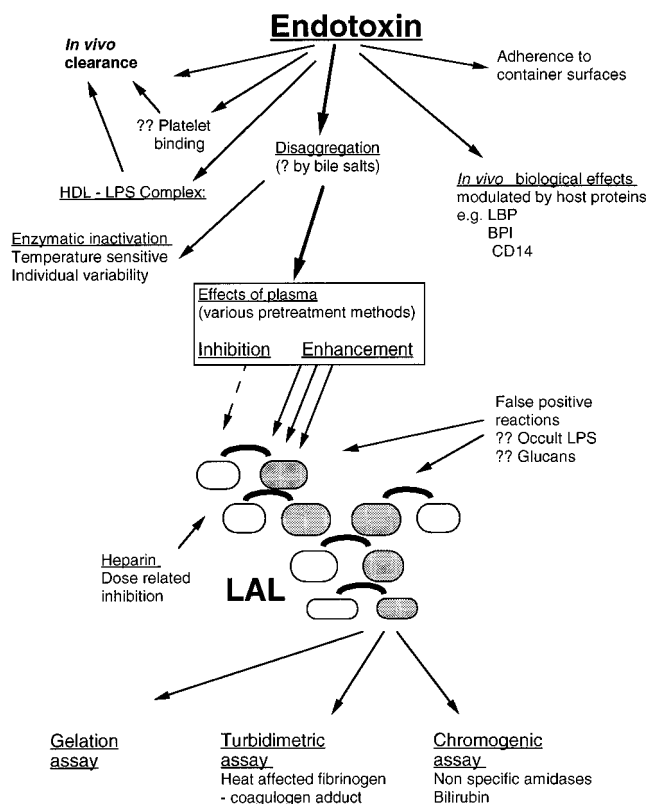 Endotoxin
In vivo
clearance
Adherence to
container surfaces
?? Platelet
binding
Disaggregation
(? by bile salts)
HDL - LPS Complex:
In vivo biological effects
modulated by host proteins
e.g. LBP
BPI
CD14
Enzymatic inactivation
Temperature sensitive
Individual variability
Effects of plasma
(various pretreatment methods)
Inhibition Enhancement
False positive
reactions
?? Occult LPS
?? Glucans
Heparin
Dose related
inhibition
LAL
Gelation
assay
Turbidimetric
assay
Heat affected fibrinogen
- coagulogen adduct
Chromogenic
assay
Non specific amidases
Bilirubin